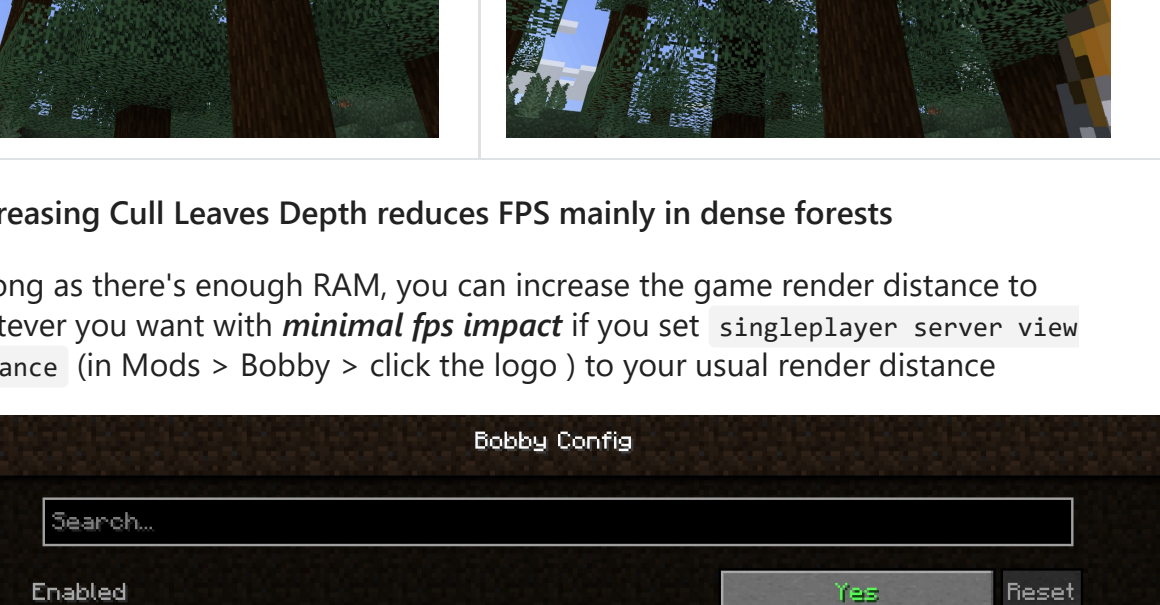 reasing Cull Leaves Depth reduces FPS mainly in dense forests
ong as there's enough RAM, you can increase the game render distance to
tever you want with minimal fps impact if you set singleplayer server view
ance (in Mods > Bobby > click the logo ) to your usual render distance
Bobby Config
Search...
Enabled Yes Reset